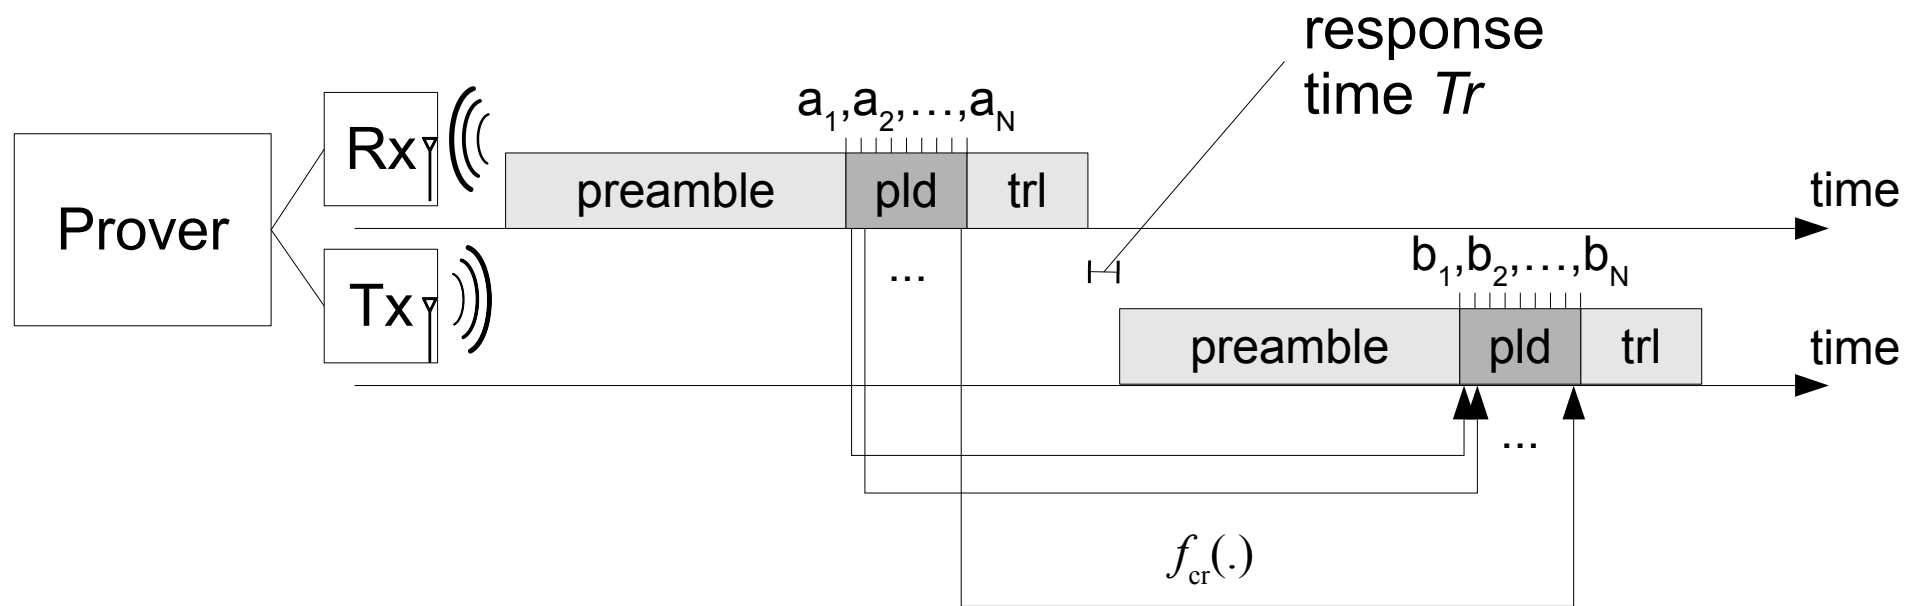 response
time Tr
a1,a2,…,aN
Rx
preamble
pld
trl
time
Prover
...
b1,b2,…,bN
Tx
preamble
pld
trl
time
...
fcr(.)